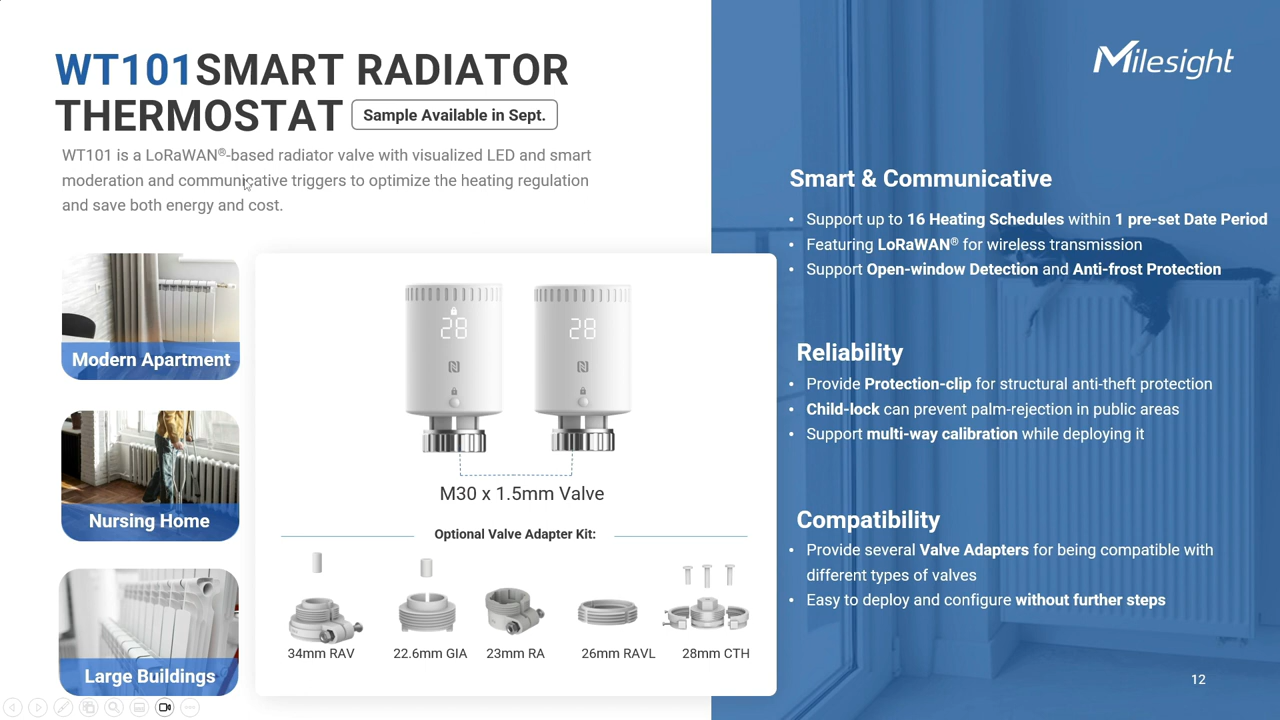 WT101SMART RADIATOR
THERMOSTAT
Sample Available in Sept.
WT101 is a LoRaWAN®-based radiator valve with visualized LED and smart
moderation and communicative triggers to optimize the heating regulation
and save both energy and cost.
Modern Apartment
Nursing Home
Large Buildings
28
28
M30 x 1.5mm Valve
Optional Valve Adapter Kit:
34mm RAV
22.6mm GIA
23mm RA
26mm RAVL
28mm CTH
Milesight
Smart & Communicative
• Support up to 16 Heating Schedules within 1 pre-set Date Period
• Featuring LoRaWAN® for wireless transmission
• Support Open-window Detection and Anti-frost Protection
Reliability
• Provide Protection-clip for structural anti-theft protection
• Child-lock can prevent palm-rejection in public areas
• Support multi-way calibration while deploying it
Compatibility
• Provide several Valve Adapters for being compatible with
different types of valves
• Easy to deploy and configure without further steps
12